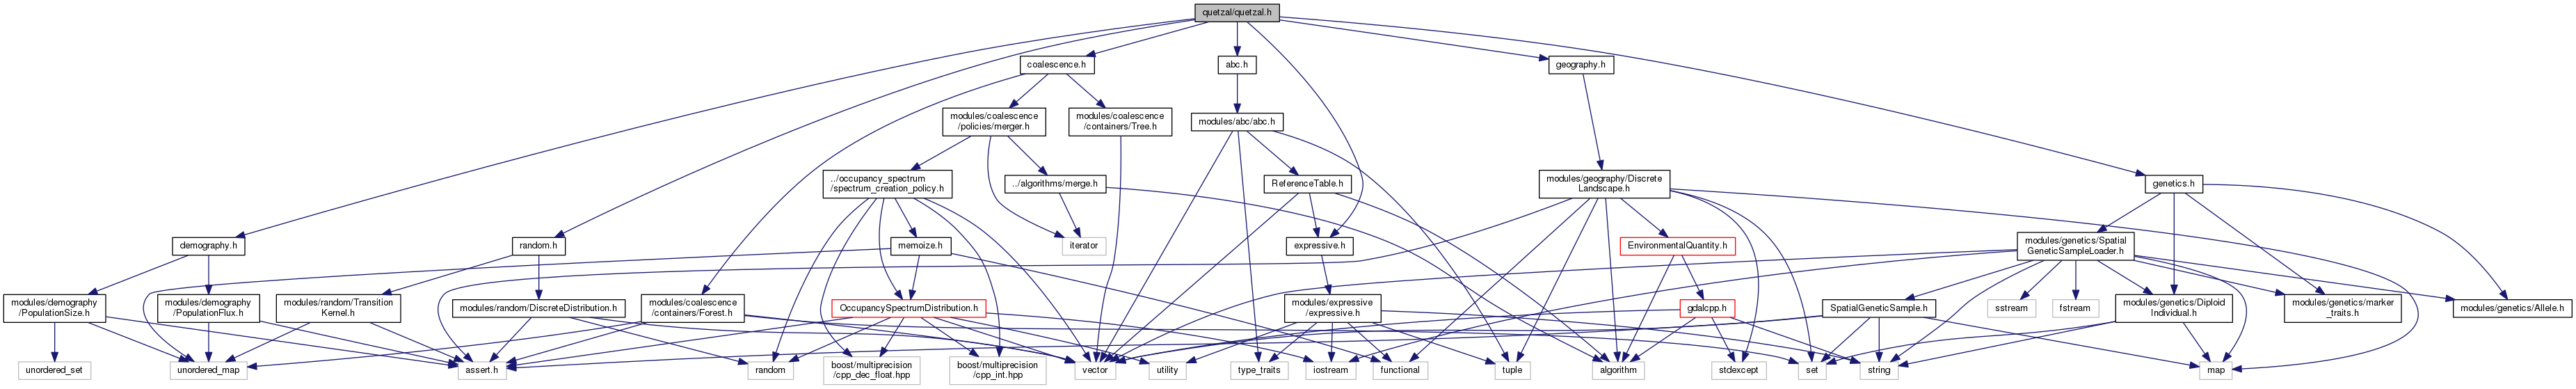 quetzal/quetzal.h
coalescence.h
abc.h
geography.h
modules/coalescence
/policies/merger.h
modules/coalescence
/containers/Tree.h
modules/abc/abc.h
../occupancy_spectrum
/spectrum_creation_policy.h
../algorithms/merge.h
ReferenceTable.h
modules/geography/Discrete
Landscape.h
genetics.h
demography.h
random.h
memoize.h
iterator
expressive.h
EnvironmentalQuantity.h
modules/genetics/Spatial
GeneticSampleLoader.h
modules/demography
/PopulationSize.h
modules/demography
/PopulationFlux.h
modules/random/Transition
Kernel.h
modules/random/DiscreteDistribution.h
modules/coalescence
/containers/Forest.h
OccupancySpectrumDistribution.h
modules/expressive
/expressive.h
gdalcpp.h
SpatialGeneticSample.h
sstream
fstream
modules/genetics/Diploid
Individual.h
modules/genetics/marker
_traits.h
modules/genetics/Allele.h
unordered_set
unordered_map
assert.h
random
boost/multiprecision
/cpp_dec_float.hpp
boost/multiprecision
/cpp_int.hpp
vector
utility
type_traits
iostream
functional
tuple
algorithm
stdexcept
set
string
map